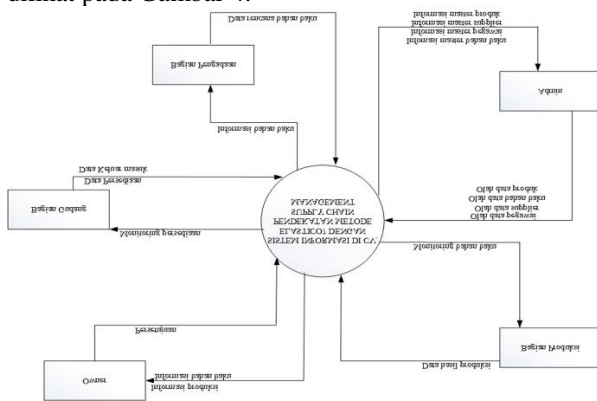 dilihat pada Gambar 4.
Owner
Informasi produksi
Informasi bahan baku
Persetujuan
Data hasil produksi
Bagian Produksi
Monitoring bahan baku
Monitoring persediaan
Bagian Gudang
Data Persediaan
Data Keluar masuk
SISTEM INFORMASI DI CV.
ELASTICO7 DENGAN
PENDEKATAN METODE
SUPPLY CHAIN
MANAGEMENT
Olah data pegawai
Olah data supplier
Olah data bahan baku
Olah data produk
Informasi bahan baku
Bagian Pengadaan
Data rencana bahan baku
Admin
Informasi master bahan baku
Informasi master pegawai
Informasi master supplier
Informasi master produk